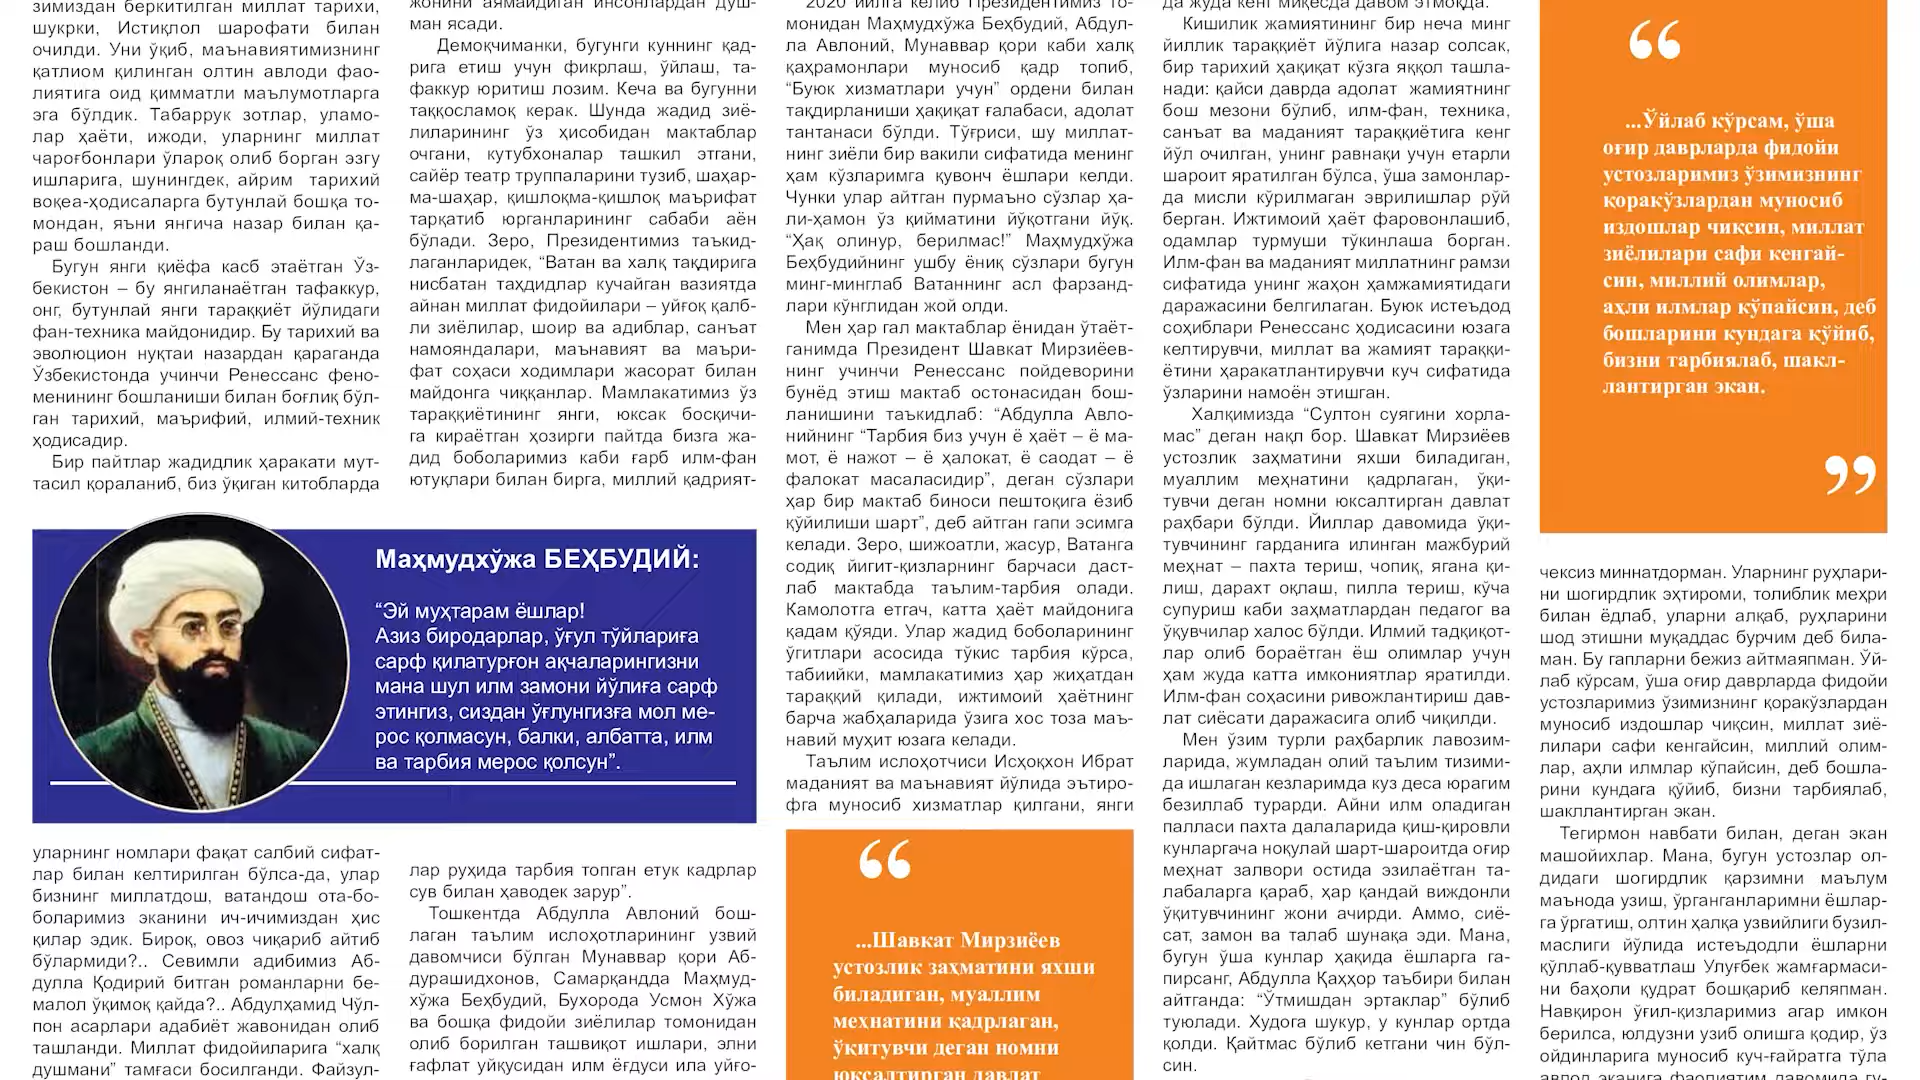 зимиздан беркитилган миллат тарихи,
шукрки, Истиқлол шарофати билан
очилди. Уни ўқиб, маънавиятимизнинг
қатлиом қилинган олтин авлоди фао-
лиятига оид қимматли маълумотларга
эга бўлдик. Табаррук зотлар, уламо-
лар ҳаёти, ижоди, уларнинг миллат
чароғбонлари ўлароқ олиб борган эзгу
ишларига, шунингдек, айрим тарихий
воқеа-ҳодисаларга бутунлай бошқа то-
мондан, яъни янгича назар билан қа-
раш бошланди.
Бугун янги қиёфа касб этаётган Ўз-
бекистон – бу янгиланаётган тафаккур,
онг, бутунлай янги тараққиёт йўлидаги
фан-техника майдонидир. Бу тарихий ва
эволюцион нуқтаи назардан қараганда
Ўзбекистонда учинчи Ренессанс фено-
менининг бошланиши билан боғлиқ бўл-
ган тарихий, маърифий, илмий-техник
ҳодисадир.
Бир пайтлар жадидлик ҳаракати мут-
тасил қораланиб, биз ўқиган китобларда
Маҳмудхўжа БЕҲБУДИЙ:
“Эй муҳтарам ёшлар!
Азиз биродарлар, ўғул тўйлариға
сарф қилатурғон ақчаларингизни
мана шул илм замони йўлиға сарф
этингиз, сиздан ўғлунгизға мол ме-
рос қолмасун, балки, албатта, илм
ва тарбия мерос қолсун”.
уларнинг номлари фақат салбий сифат-
лар билан келтирилган бўлса-да, улар
бизнинг миллатдош, ватандош ота-бо-
боларимиз эканини ич-ичимиздан ҳис
қилар эдик. Бироқ, овоз чиқариб айтиб
бўлармиди?.. Севимли адибимиз Аб-
дулла Қодирий битган романларни бе-
малол ўқимоқ қайда?.. Абдулҳамид Чўл-
пон асарлари адабиёт жавонидан олиб
ташланди. Миллат фидойиларига “халқ
душмани” тамғаси босилганди. Файзул-
жонини аямайдиган инсонлардан душ-
ман ясади.
Демоқчиманки, бугунги куннинг қад-
рига етиш учун фикрлаш, ўйлаш, та-
факкур юритиш лозим. Кеча ва бугунни
таққосламоқ керак. Шунда жадид зиё-
лиларининг ўз ҳисобидан мактаблар
очгани, кутубхоналар ташкил этгани,
сайёр театр труппаларини тузиб, шаҳар-
ма-шаҳар, қишлоқма-қишлоқ маърифат
тарқатиб юрганларининг сабаби аён
бўлади. Зеро, Президентимиз таъкид-
лаганларидек, “Ватан ва халқ тақдирига
нисбатан таҳдидлар кучайган вазиятда
айнан миллат фидойилари – уйғоқ қалб-
ли зиёлилар, шоир ва адиблар, санъат
намояндалари, маънавият ва маъри-
фат соҳаси ходимлари жасорат билан
майдонга чиққанлар. Мамлакатимиз ўз
тараққиётининг янги, юксак босқичи-
га кираётган ҳозирги пайтда бизга жа-
дид боболаримиз каби ғарб илм-фан
ютуқлари билан бирга, миллий қадрият-
лар руҳида тарбия топган етук кадрлар
сув билан ҳаводек зарур”.
Тошкентда Абдулла Авлоний бош-
лаган таълим ислоҳотларининг узвий
давомчиси бўлган Мунаввар қори Аб-
дурашидхонов, Самарқандда Маҳмуд-
хўжа Беҳбудий, Бухорода Усмон Хўжа
ва бошқа фидойи зиёлилар томонидан
олиб борилган ташвиқот ишлари, элни
ғафлат уйқусидан илм ёғдуси ила уйғо-
2020 йилга келиб Президентимиз то-
монидан Маҳмудхўжа Беҳбудий, Абдул-
ла Авлоний, Мунаввар қори каби халқ
қаҳрамонлари муносиб қадр топиб,
“Буюк хизматлари учун” ордени билан
тақдирланиши ҳақиқат ғалабаси, адолат
тантанаси бўлди. Тўғриси, шу миллат-
нинг зиёли бир вакили сифатида менинг
ҳам кўзларимга қувонч ёшлари келди.
Чунки улар айтган пурмаъно сўзлар ҳа-
ли-ҳамон ўз қийматини йўқотгани йўқ.
“Ҳақ олинур, берилмас!” Маҳмудхўжа
Беҳбудийнинг ушбу ёниқ сўзлари бугун
минг-минглаб Ватаннинг асл фарзанд-
лари кўнглидан жой олди.
Мен ҳар гал мактаблар ёнидан ўтаёт-
ганимда Президент Шавкат Мирзиёев-
нинг учинчи Ренессанс пойдеворини
бунёд этиш мактаб остонасидан бош-
ланишини таъкидлаб: “Абдулла Авло-
нийнинг “Тарбия биз учун ё ҳаёт – ё ма-
мот, ё нажот – ё ҳалокат, ё саодат – ё
фалокат масаласидир”, деган сўзлари
ҳар бир мактаб биноси пештоқига ёзиб
қўйилиши шарт”, деб айтган гапи эсимга
келади. Зеро, шижоатли, жасур, Ватанга
содиқ йигит-қизларнинг барчаси даст-
лаб мактабда таълим-тарбия олади.
Камолотга етгач, катта ҳаёт майдонига
қадам қўяди. Улар жадид боболарининг
ўгитлари асосида тўкис тарбия кўрса,
табиийки, мамлакатимиз ҳар жиҳатдан
тараққий қилади, ижтимоий ҳаётнинг
барча жабҳаларида ўзига хос тоза маъ-
навий муҳит юзага келади.
Таълим ислоҳотчиси Исҳоқхон Ибрат
маданият ва маънавият йўлида эътиро-
фга муносиб хизматлар қилгани, янги
“
...Шавкат Мирзиёев
устозлик заҳматини яхши
биладиган, муаллим
меҳнатини қадрлаган,
ўқитувчи деган номни
юксалтирган давлат
да жуда кенг миқёсда давом этмоқда.
Кишилик жамиятининг бир неча минг
йиллик тараққиёт йўлига назар солсак,
бир тарихий ҳақиқат кўзга яққол ташла-
нади: қайси даврда адолат жамиятнинг
бош мезони бўлиб, илм-фан, техника,
санъат ва маданият тараққиётига кенг
йўл очилган, унинг равнақи учун етарли
шароит яратилган бўлса, ўша замонлар-
да мисли кўрилмаган эврилишлар рўй
берган. Ижтимоий ҳаёт фаровонлашиб,
одамлар турмуши тўкинлаша борган.
Илм-фан ва маданият миллатнинг рамзи
сифатида унинг жаҳон ҳамжамиятидаги
даражасини белгилаган. Буюк истеъдод
соҳиблари Ренессанс ҳодисасини юзага
келтирувчи, миллат ва жамият тараққи-
ётини ҳаракатлантирувчи куч сифатида
ўзларини намоён этишган.
Халқимизда “Султон суягини хорла-
мас” деган нақл бор. Шавкат Мирзиёев
устозлик заҳматини яхши биладиган,
муаллим меҳнатини қадрлаган, ўқи-
тувчи деган номни юксалтирган давлат
раҳбари бўлди. Йиллар давомида ўқи-
тувчининг гарданига илинган мажбурий
меҳнат – пахта териш, чопиқ, ягана қи-
лиш, дарахт оқлаш, пилла териш, кўча
супуриш каби заҳматлардан педагог ва
ўқувчилар халос бўлди. Илмий тадқиқот-
лар олиб бораётган ёш олимлар учун
ҳам жуда катта имкониятлар яратилди.
Илм-фан соҳасини ривожлантириш дав-
лат сиёсати даражасига олиб чиқилди.
Мен ўзим турли раҳбарлик лавозим-
ларида, жумладан олий таълим тизими-
да ишлаган кезларимда куз деса юрагим
безиллаб турарди. Айни илм оладиган
палласи пахта далаларида қиш-қировли
кунларгача ноқулай шарт-шароитда оғир
меҳнат залвори остида эзилаётган та-
лабаларга қараб, ҳар қандай виждонли
ўқитувчининг жони ачирди. Аммо, сиё-
сат, замон ва талаб шунақа эди. Мана,
бугун ўша кунлар ҳақида ёшларга га-
пирсанг, Абдулла Қаҳҳор таъбири билан
айтганда: “Ўтмишдан эртаклар” бўлиб
туюлади. Худога шукур, у кунлар ортда
қолди. Қайтмас бўлиб кетгани чин бўл-
син.
“
...Ўйлаб кўрсам, ўша
оғир даврларда фидойи
устозларимиз ўзимизнинг
қоракўзлардан муносиб
издошлар чиқсин, миллат
зиёлилари сафи кенгай-
син, миллий олимлар,
аҳли илмлар кўпайсин, деб
бошларини кундага қўйиб,
бизни тарбиялаб, шакл-
лантирган экан.
”
чексиз миннатдорман. Уларнинг руҳлари-
ни шогирдлик эҳтироми, толиблик меҳри
билан ёдлаб, уларни алқаб, руҳларини
шод этишни муқаддас бурчим деб била-
ман. Бу гапларни бежиз айтмаяпман. Ўй-
лаб кўрсам, ўша оғир даврларда фидойи
устозларимиз ўзимизнинг қоракўзлардан
муносиб издошлар чиқсин, миллат зиё-
лилари сафи кенгайсин, миллий олим-
лар, аҳли илмлар кўпайсин, деб бошла-
рини кундага қўйиб, бизни тарбиялаб,
шакллантирган экан.
Тегирмон навбати билан, деган экан
машойихлар. Мана, бугун устозлар ол-
дидаги шогирдлик қарзимни маълум
маънода узиш, ўрганганларимни ёшлар-
га ўргатиш, олтин ҳалқа узвийлиги бузил-
маслиги йўлида истеъдодли ёшларни
қўллаб-қувватлаш Улуғбек жамғармаси-
ни баҳоли қудрат бошқариб келяпман.
Навқирон ўғил-қизларимиз агар имкон
берилса, юлдузни узиб олишга қодир, ўз
ойдинларига муносиб куч-ғайратга тўла
авлод эканига фаолиятим давомида гу-